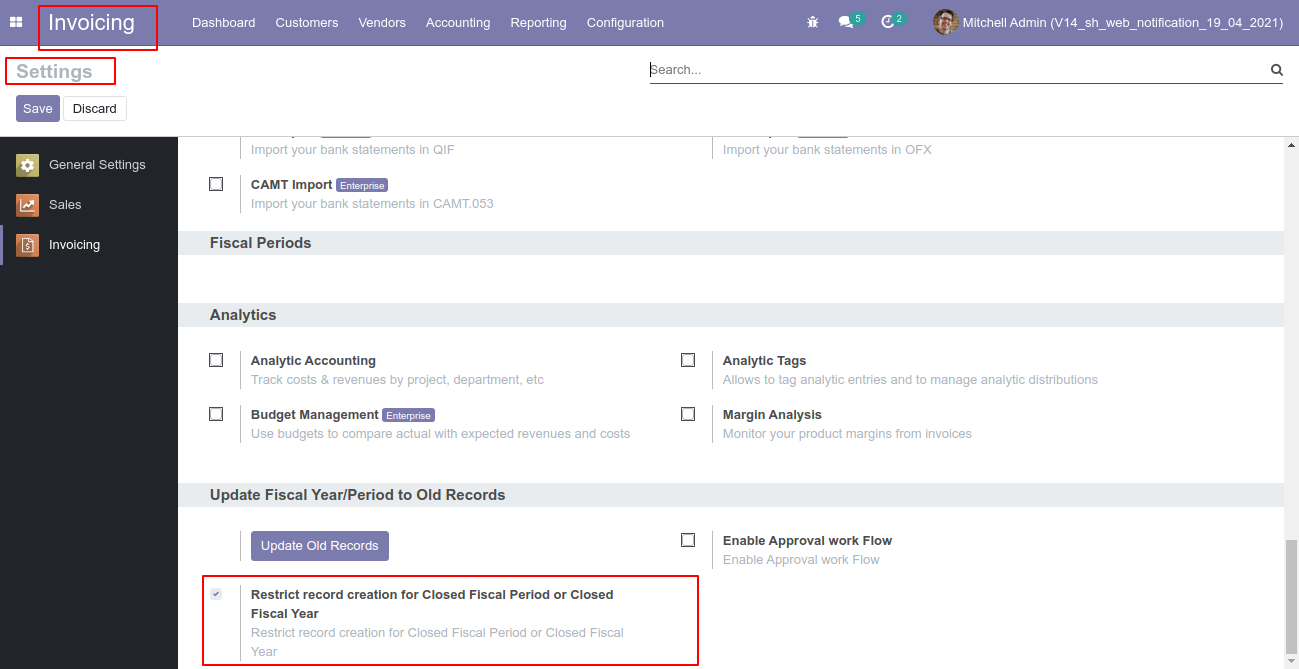 Invoicing Dashboard Customers Vendors Accounting Reporting Configuration 5 2 Mitchell Admin (V14_sh_web_notification_19_04_2021)
Settings Search...
Save Discard
General Settings
Sales
Invoicing
Import your bank statements in QIF Import your bank statements in OFX
CAMT Import Enterprise
Import your bank statements in CAMT.053
Fiscal Periods
Analytics
Analytic Accounting Analytic Tags
Track costs & revenues by project, department, etc Allows to tag analytic entries and to manage analytic distributions
Budget Management Enterprise Margin Analysis
Use budgets to compare actual with expected revenues and costs Monitor your product margins from invoices
Update Fiscal Year/Period to Old Records
Update Old Records Enable Approval work Flow
Enable Approval work Flow
Restrict record creation for Closed Fiscal Period or Closed
Fiscal Year
Restrict record creation for Closed Fiscal Period or Closed Fiscal
Year